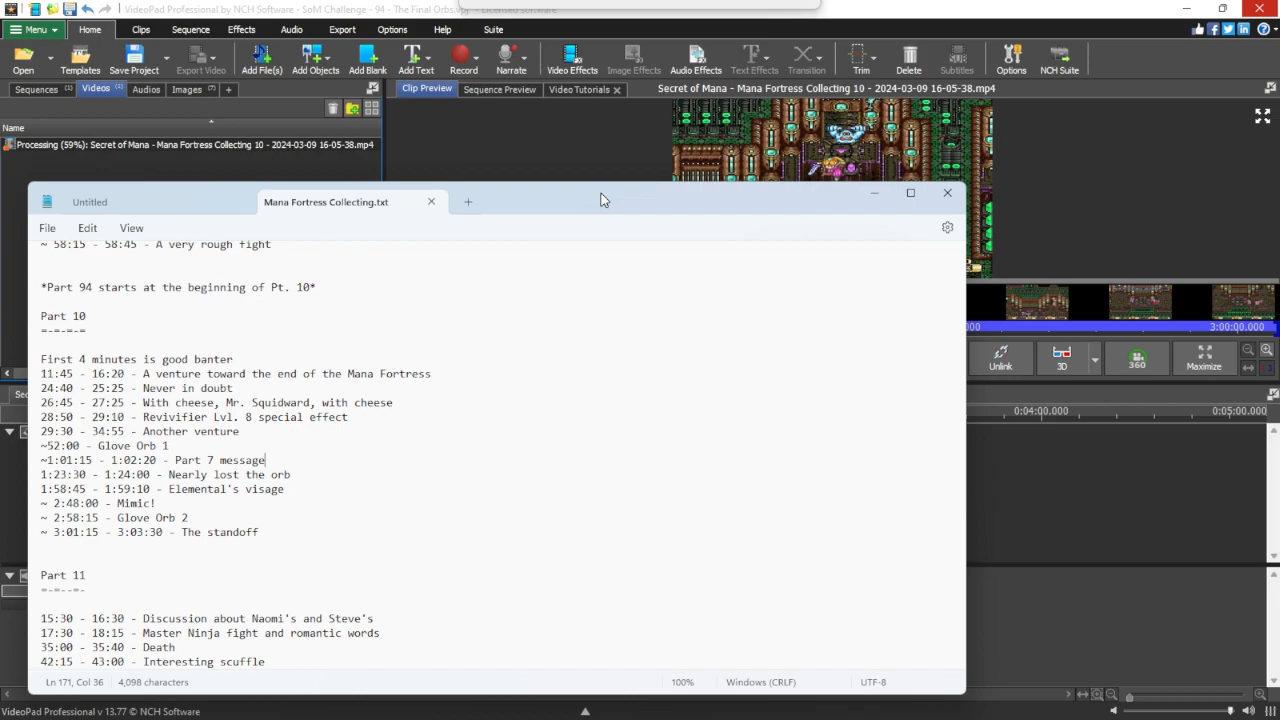 VideoPad Professional by NCH Software - SoM Challenge - 94 - The Final Orbs.vpj - Licensed software
Menu Home Clips Sequence Effects Audio Export Options Help Suite
Open Templates Save Project Export Video Add File(s) Add Objects Add Blank Add Text Record Narrate Video Effects Image Effects Audio Effects Text Effects Transition Trim Delete Subtitles Options NCH Suite
Sequences (1) Videos (1) Audios Images (7) + Clip Preview Sequence Preview Video Tutorials Secret of Mana - Mana Fortress Collecting 10 - 2024-03-09 16-05-38.mp4
Name
Processing (59%): Secret of Mana - Mana Fortress Collecting 10 - 2024-03-09 16-05-38.mp4
Untitled Mana Fortress Collecting.txt
File Edit View
~ 58:15 - 58:45 - A very rough fight
*Part 94 starts at the beginning of Pt. 10*
Part 10
=-=-=-=
First 4 minutes is good banter
11:45 - 16:20 - A venture toward the end of the Mana Fortress
24:40 - 25:25 - Never in doubt
26:45 - 27:25 - With cheese, Mr. Squidward, with cheese
28:50 - 29:10 - Revivifier Lvl. 8 special effect
29:30 - 34:55 - Another venture
~52:00 - Glove Orb 1
~1:01:15 - 1:02:20 - Part 7 message
1:23:30 - 1:24:00 - Nearly lost the orb
1:58:45 - 1:59:10 - Elemental's visage
~ 2:48:00 - Mimic!
~ 2:58:15 - Glove Orb 2
~ 3:01:15 - 3:03:30 - The standoff
Part 11
=-=--=-
15:30 - 16:30 - Discussion about Naomi's and Steve's
17:30 - 18:15 - Master Ninja fight and romantic words
35:00 - 35:40 - Death
42:15 - 43:00 - Interesting scuffle
Ln 171, Col 36 4,098 characters 100% Windows (CRLF) UTF-8
000 3:00:00.000
Unlink 3D 360 Maximize
Se
0:04:00.000 0:05:00.000
VideoPad Professional v 13.77 © NCH Software